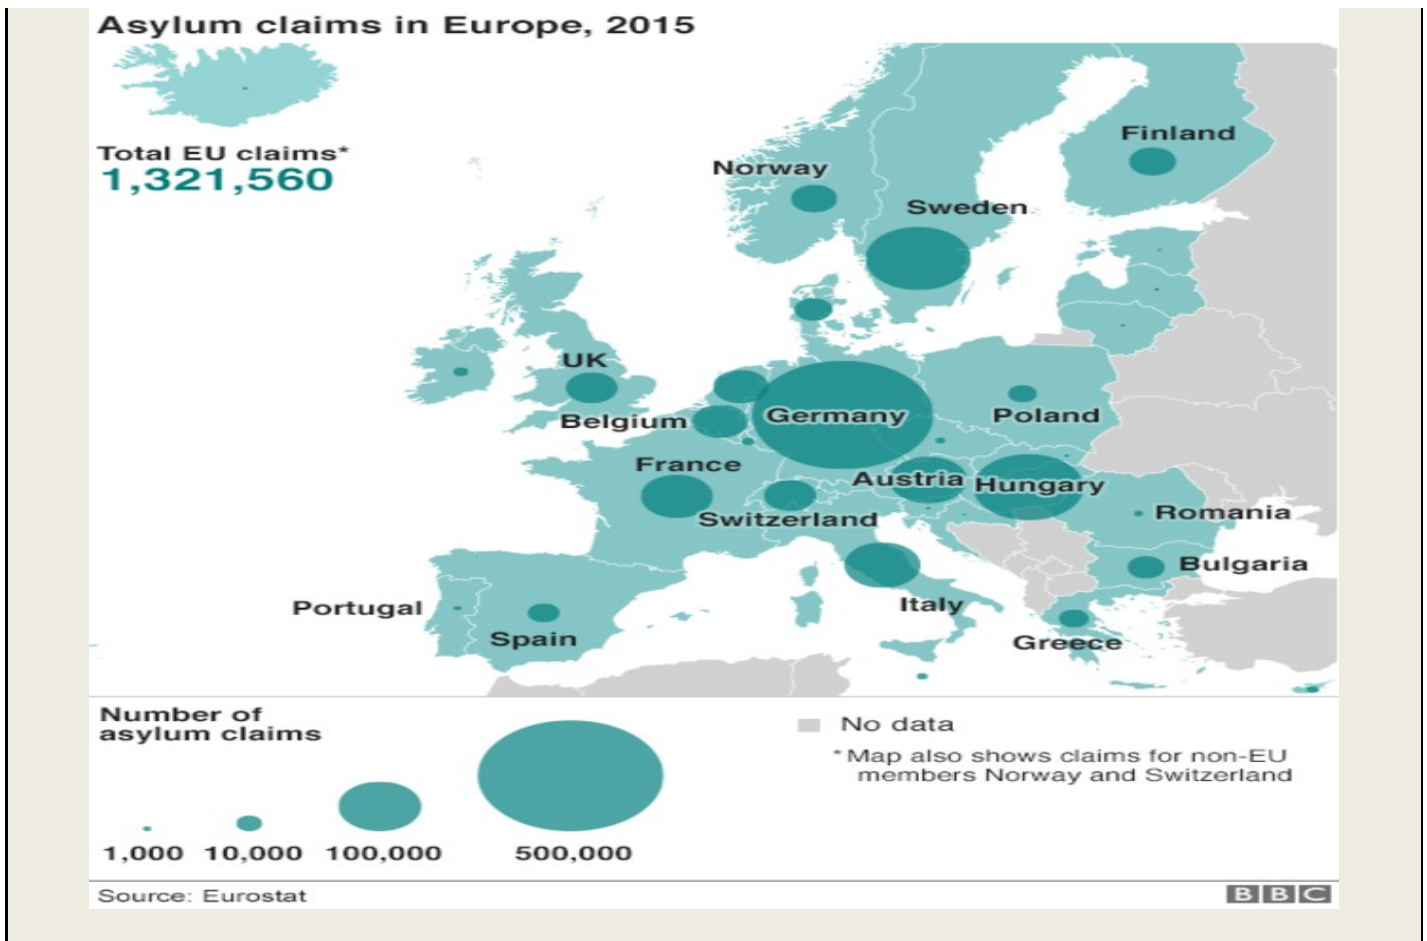 Asylum claims in Europe, 2015
Total EU claims*
1,321,560
Finland
Norway
Sweden
UK
Belgium
Germany
Poland
France
Austria
Hungary
Switzerland
Romania
Bulgaria
Portugal
Italy
Spain
Greece
Number of
asylum claims
1,000 10,000 100,000 500,000
No data
*Map also shows claims for non-EU
members Norway and Switzerland
Source: Eurostat
BBC